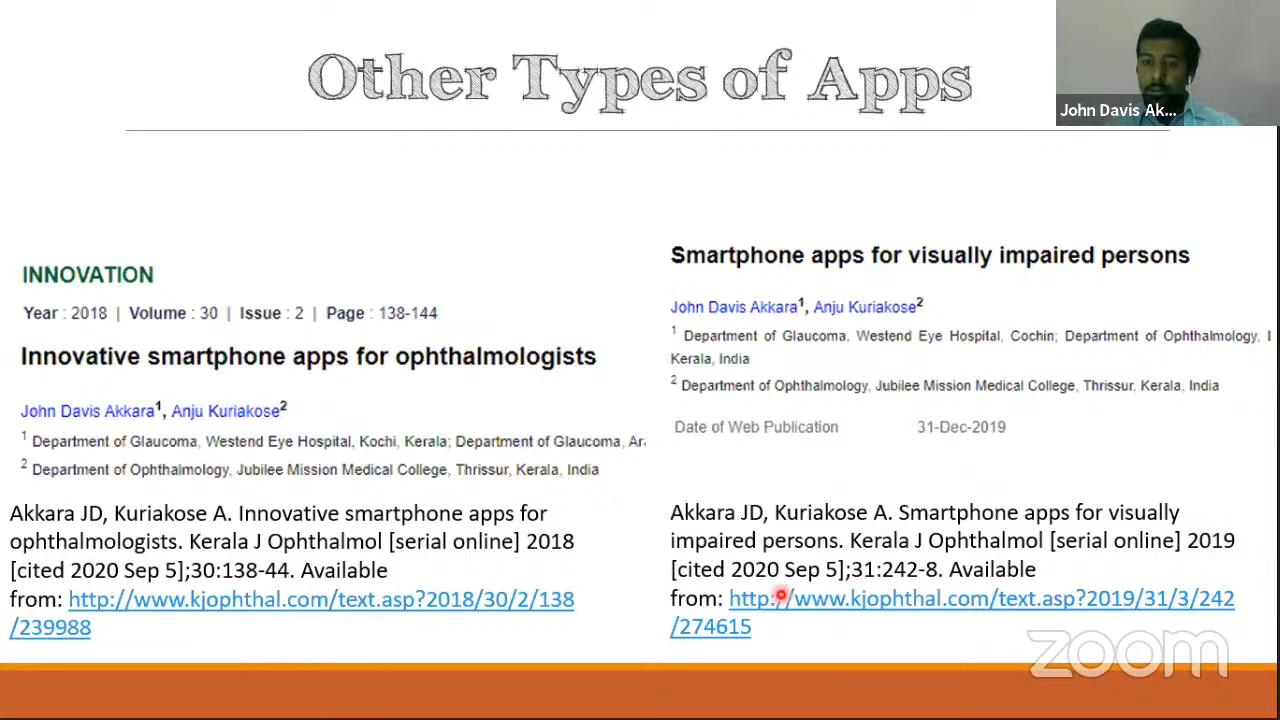 Other Types of Apps
John Davis Ak...
INNOVATION
Year : 2018 | Volume : 30 | Issue : 2 | Page : 138-144
Innovative smartphone apps for ophthalmologists
John Davis Akkara1, Anju Kuriakose2
1 Department of Glaucoma, Westend Eye Hospital, Kochi, Kerala; Department of Glaucoma, Ar
2 Department of Ophthalmology, Jubilee Mission Medical College, Thrissur, Kerala, India
Akkara JD, Kuriakose A. Innovative smartphone apps for
ophthalmologists. Kerala J Ophthalmol [serial online] 2018
[cited 2020 Sep 5];30:138-44. Available
from: http://www.kjophthal.com/text.asp?2018/30/2/138
/239988
Smartphone apps for visually impaired persons
John Davis Akkara1, Anju Kuriakose2
1 Department of Glaucoma, Westend Eye Hospital, Cochin; Department of Ophthalmology,
Kerala, India
2 Department of Ophthalmology, Jubilee Mission Medical College, Thrissur, Kerala, India
Date of Web Publication 31-Dec-2019
Akkara JD, Kuriakose A. Smartphone apps for visually
impaired persons. Kerala J Ophthalmol [serial online] 2019
[cited 2020 Sep 5];31:242-8. Available
from: http://www.kjophthal.com/text.asp?2019/31/3/242
/274615
zoom